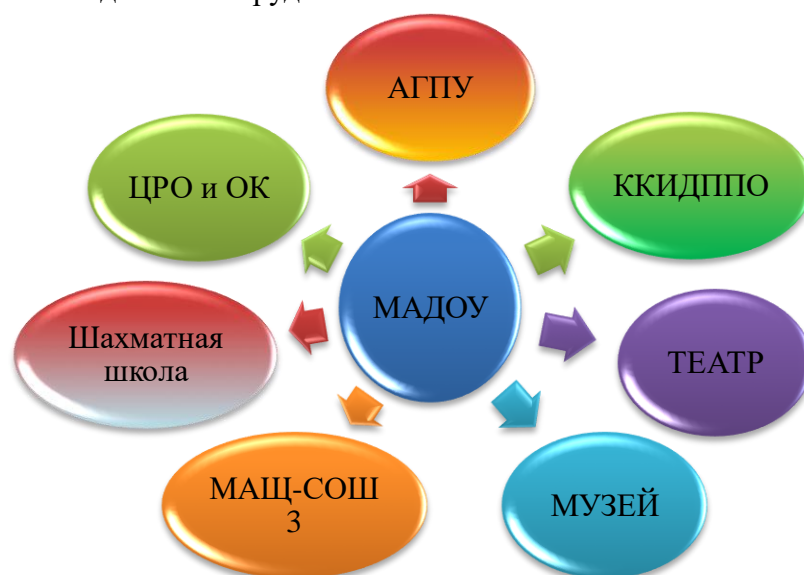 АГПУ
ЦРО и ОК
ККИДППО
МАДОУ
Шахматная
школа
ТЕАТР
МАЩ-СОШ
3
МУЗЕЙ